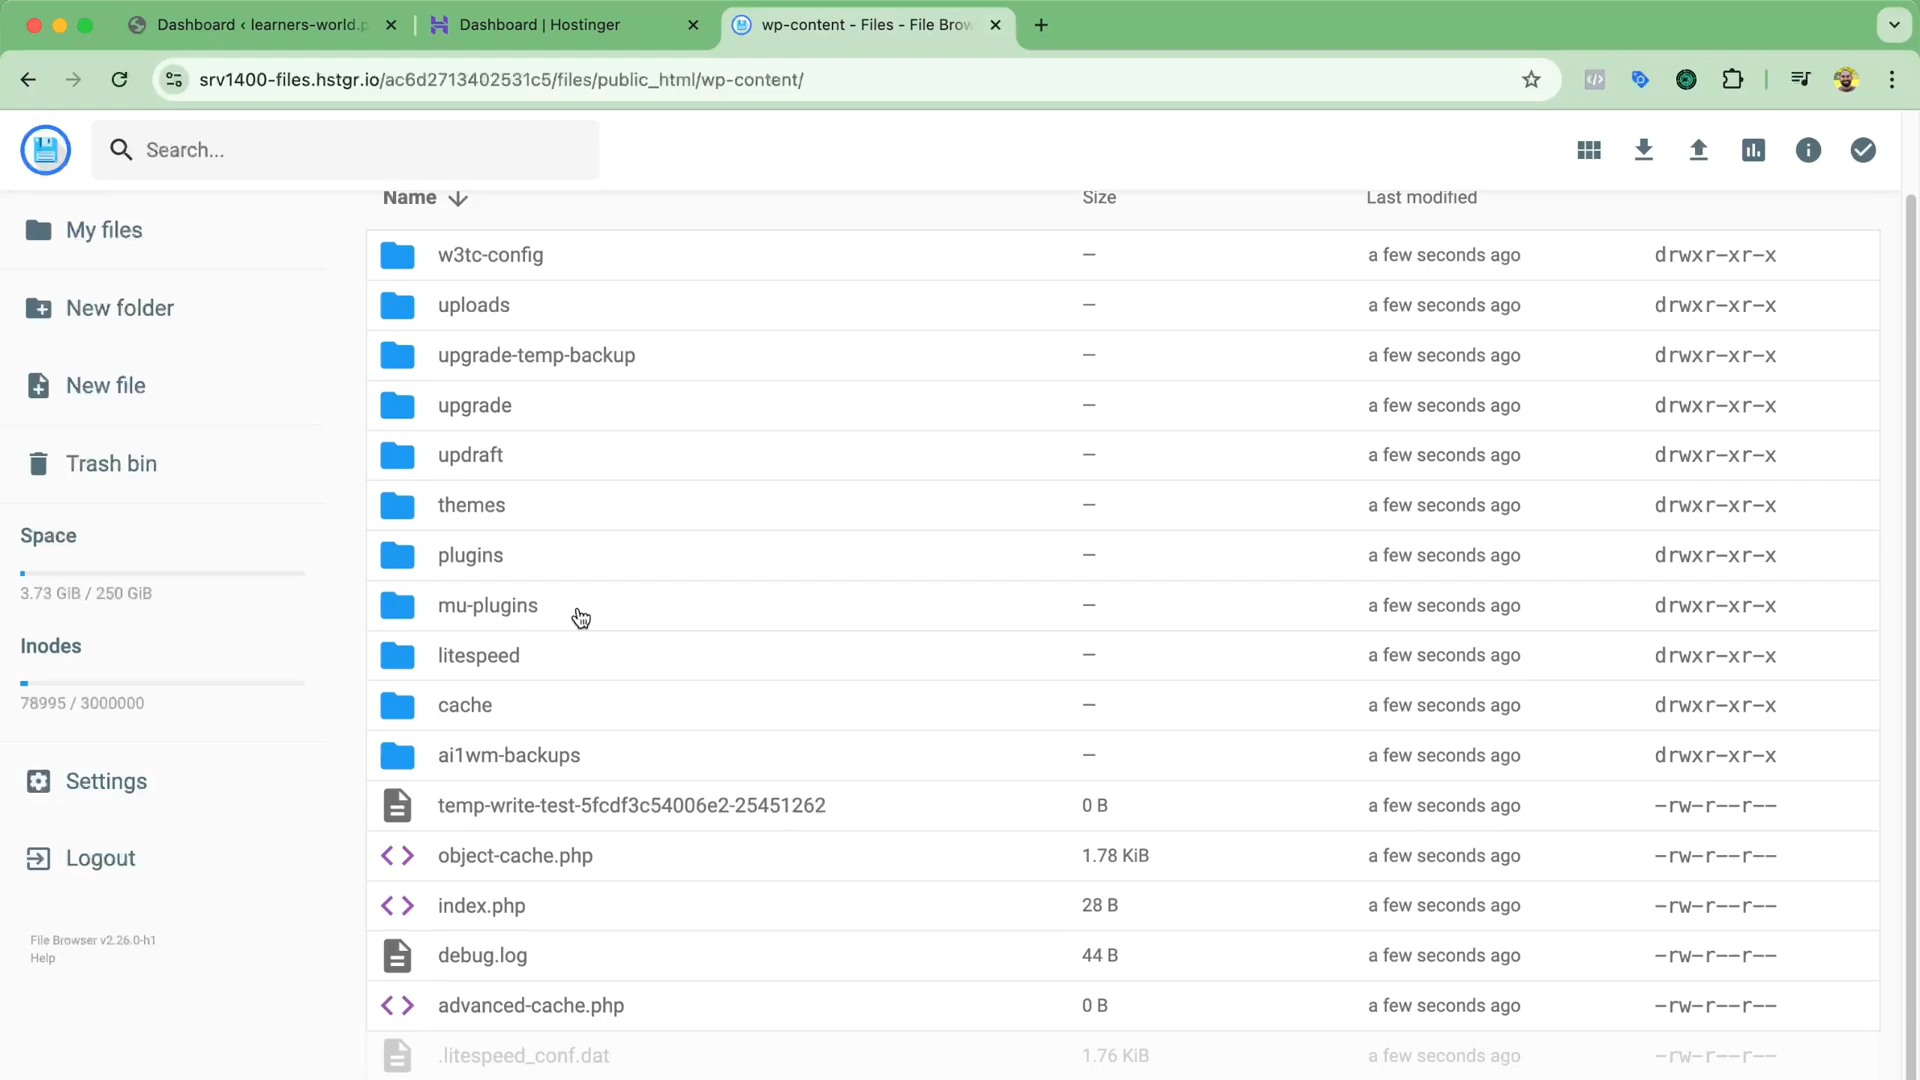 Dashboard ‹ learners-world.p
Dashboard | Hostinger
wp-content - Files - File Brow
srv1400-files.hstgr.io/ac6d2713402531c5/files/public_html/wp-content/
Search...
Name Size Last modified
My files
New folder
New file
Trash bin
Space
3.73 GiB / 250 GiB
Inodes
78995 / 3000000
Settings
Logout
File Browser v2.26.0-h1
Help
w3tc-config — a few seconds ago drwxr-xr-x
uploads — a few seconds ago drwxr-xr-x
upgrade-temp-backup — a few seconds ago drwxr-xr-x
upgrade — a few seconds ago drwxr-xr-x
updraft — a few seconds ago drwxr-xr-x
themes — a few seconds ago drwxr-xr-x
plugins — a few seconds ago drwxr-xr-x
mu-plugins — a few seconds ago drwxr-xr-x
litespeed — a few seconds ago drwxr-xr-x
cache — a few seconds ago drwxr-xr-x
ai1wm-backups — a few seconds ago drwxr-xr-x
temp-write-test-5fcdf3c54006e2-25451262 0 B a few seconds ago -rw-r--r--
object-cache.php 1.78 KiB a few seconds ago -rw-r--r--
index.php 28 B a few seconds ago -rw-r--r--
debug.log 44 B a few seconds ago -rw-r--r--
advanced-cache.php 0 B a few seconds ago -rw-r--r--
.litespeed_conf.dat 1.76 KiB a few seconds ago -rw-r--r--